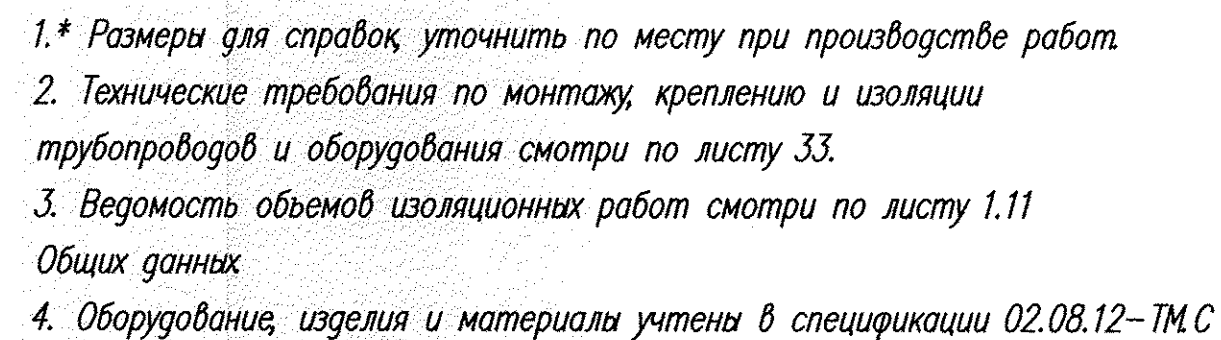 1.* Размеры для справок, уточнить по месту при производстве работ.
2. Технические требования по монтажу, креплению и изоляции
трубопроводов и оборудования смотри по листу 33.
3. Ведомость объемов изоляционных работ смотри по листу 1.11
Общих данных
4. Оборудование, изделия и материалы учтены в спецификации 02.08.12–ТМ.С